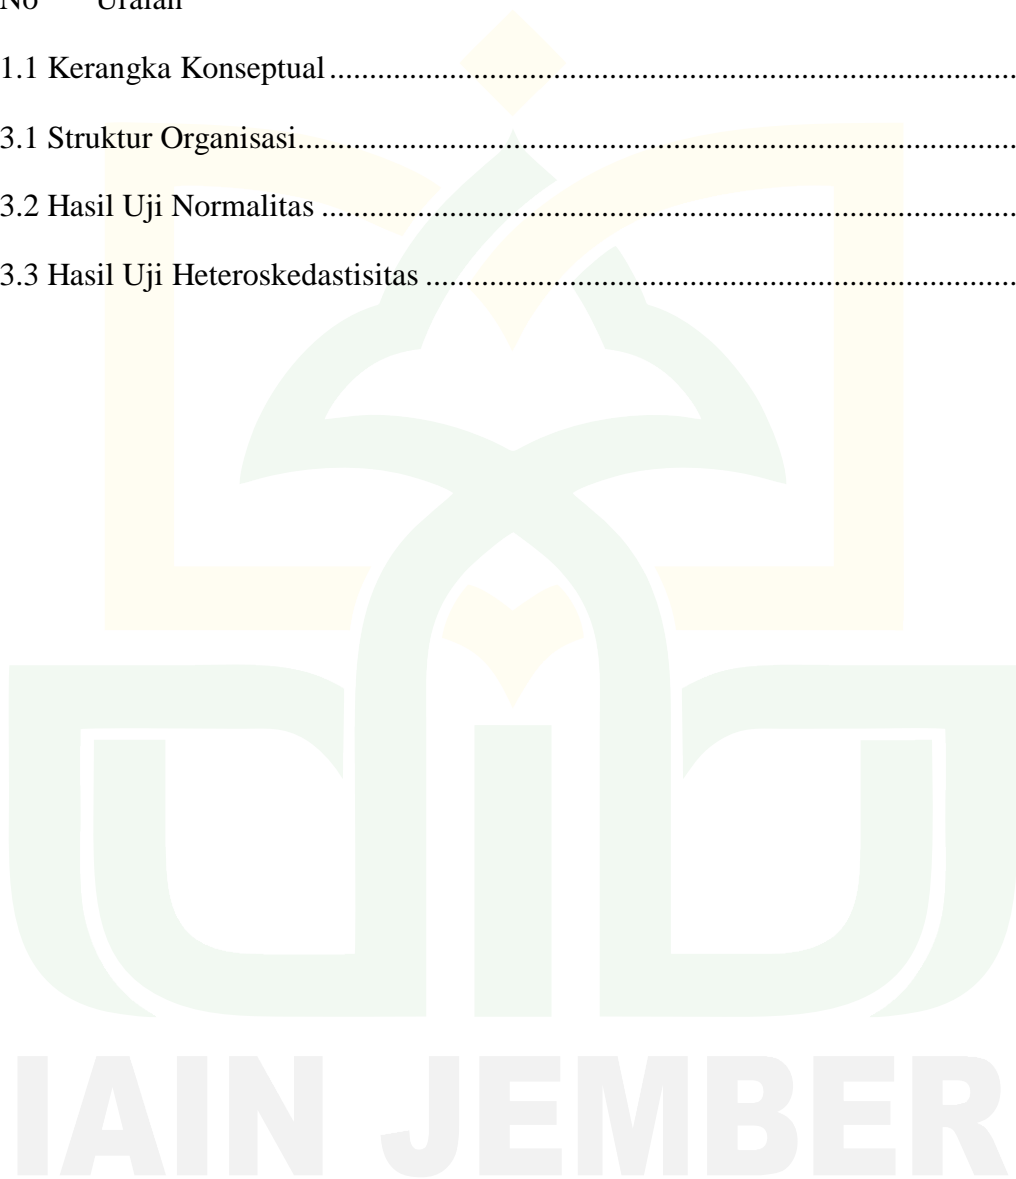 No Uraian
1.1 Kerangka Konseptual........................................................................................
3.1 Struktur Organisasi............................................................................................
3.2 Hasil Uji Normalitas .........................................................................................
3.3 Hasil Uji Heteroskedastisitas ............................................................................
IAIN JEMBER